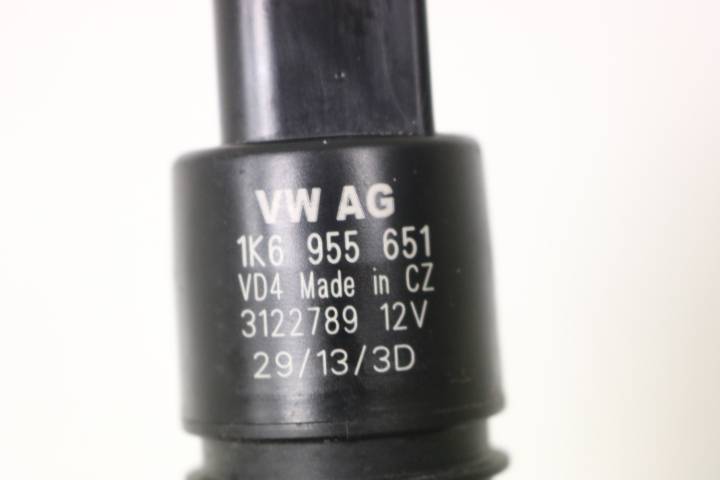 VW AG
1K6 955 651
VD4 Made in CZ
3122789 12V
29/13/3D